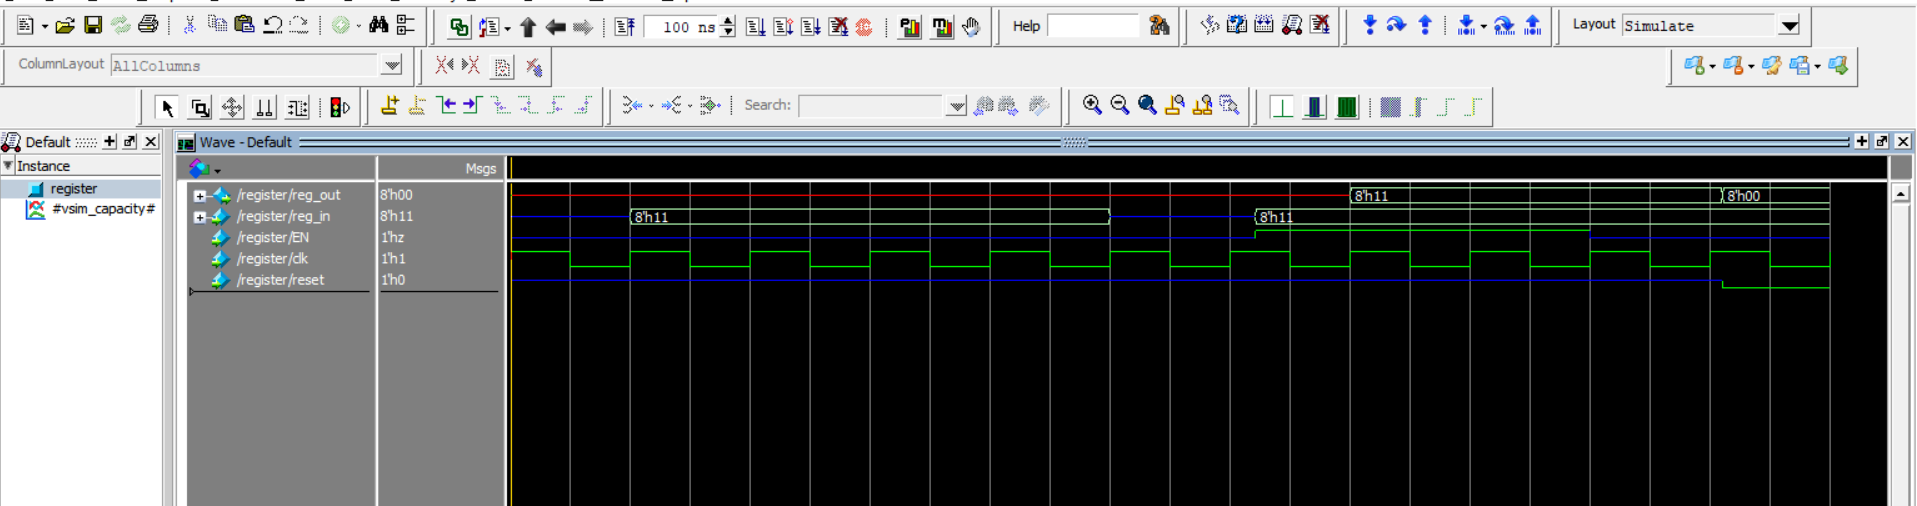 100 ns
Help
Layout Simulate
ColumnLayout AllColumns
Search:
Default
Wave - Default
Instance
Msgs
register
#vsim_capacity#
/register/reg_out 8'h00 8'h11 8'h00
/register/reg_in 8'h11 8'h11 8'h11
/register/EN 1'hz
/register/clk 1'h1
/register/reset 1'h0